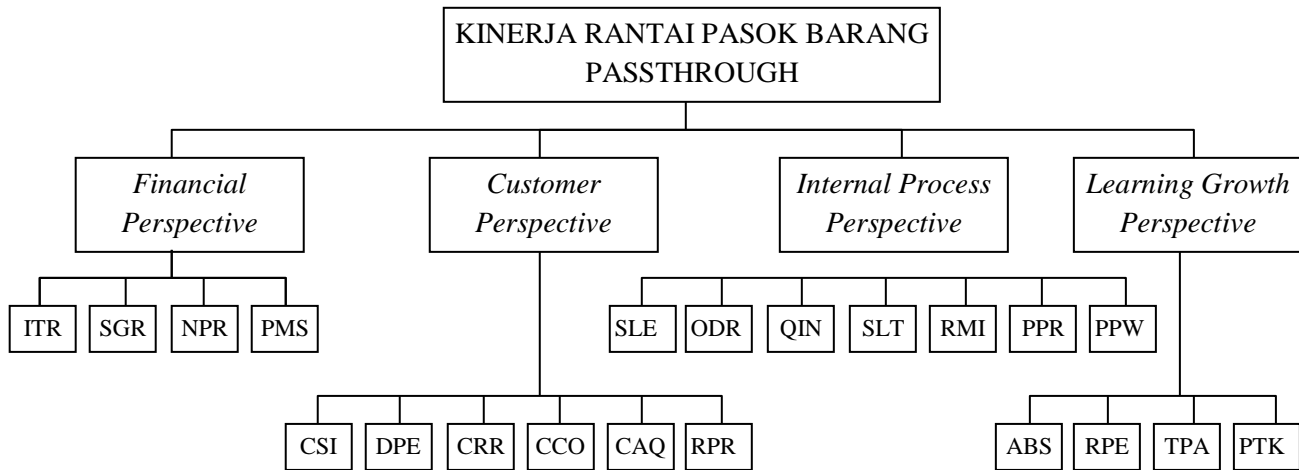 KINERJA RANTAI PASOK BARANG
PASSTHROUGH
Financial
Perspective
Customer
Perspective
Internal Process
Perspective
Learning Growth
Perspective
ITR
SGR
NPR
PMS
SLE
ODR
QIN
SLT
RMI
PPR
PPW
CSI
DPE
CRR
CCO
CAQ
RPR
ABS
RPE
TPA
PTK